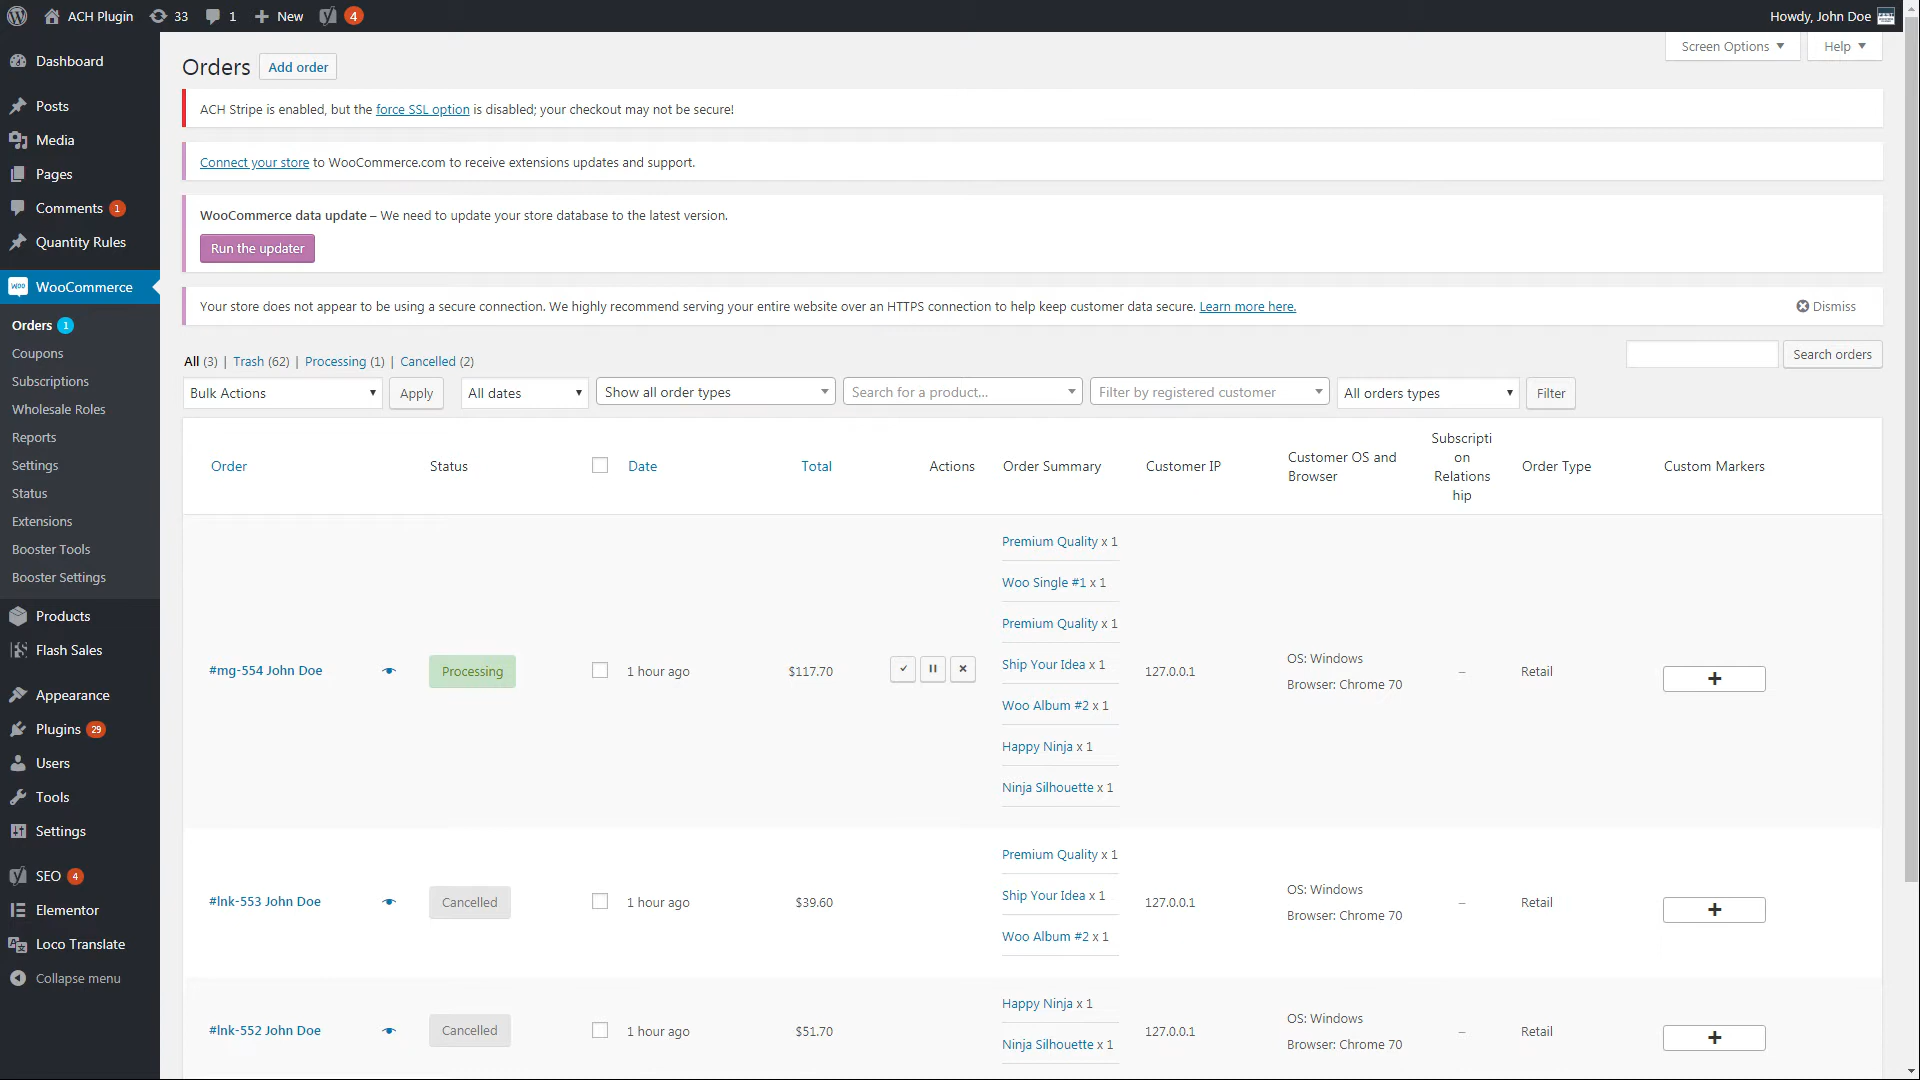 ACH Plugin 33 1 New 4 Howdy, John Doe
Screen Options Help
Dashboard
Posts
Media
Pages
Comments 1
Quantity Rules
WooCommerce
Orders 1
Coupons
Subscriptions
Wholesale Roles
Reports
Settings
Status
Extensions
Booster Tools
Booster Settings
Products
Flash Sales
Appearance
Plugins 29
Users
Tools
Settings
SEO 4
Elementor
Loco Translate
Collapse menu
Orders Add order
ACH Stripe is enabled, but the force SSL option is disabled; your checkout may not be secure!
Connect your store to WooCommerce.com to receive extensions updates and support.
WooCommerce data update – We need to update your store database to the latest version.
Run the updater
Your store does not appear to be using a secure connection. We highly recommend serving your entire website over an HTTPS connection to help keep customer data secure. Learn more here. Dismiss
All (3) | Trash (62) | Processing (1) | Cancelled (2)
Search orders
Bulk Actions Apply All dates Show all order types Search for a product... Filter by registered customer All orders types Filter
Order Status Date Total Actions Order Summary Customer IP Customer OS and Browser Subscripti on Relations hip Order Type Custom Markers
Premium Quality x 1
Woo Single #1 x 1
Premium Quality x 1
Ship Your Idea x 1
#mg-554 John Doe Processing 1 hour ago $117.70 127.0.0.1 OS: Windows – Retail +
Browser: Chrome 70
Woo Album #2 x 1
Happy Ninja x 1
Ninja Silhouette x 1
Premium Quality x 1
Ship Your Idea x 1
#lnk-553 John Doe Cancelled 1 hour ago $39.60 127.0.0.1 OS: Windows – Retail +
Browser: Chrome 70
Woo Album #2 x 1
Happy Ninja x 1
#lnk-552 John Doe Cancelled 1 hour ago $51.70 127.0.0.1 OS: Windows – Retail +
Browser: Chrome 70
Ninja Silhouette x 1